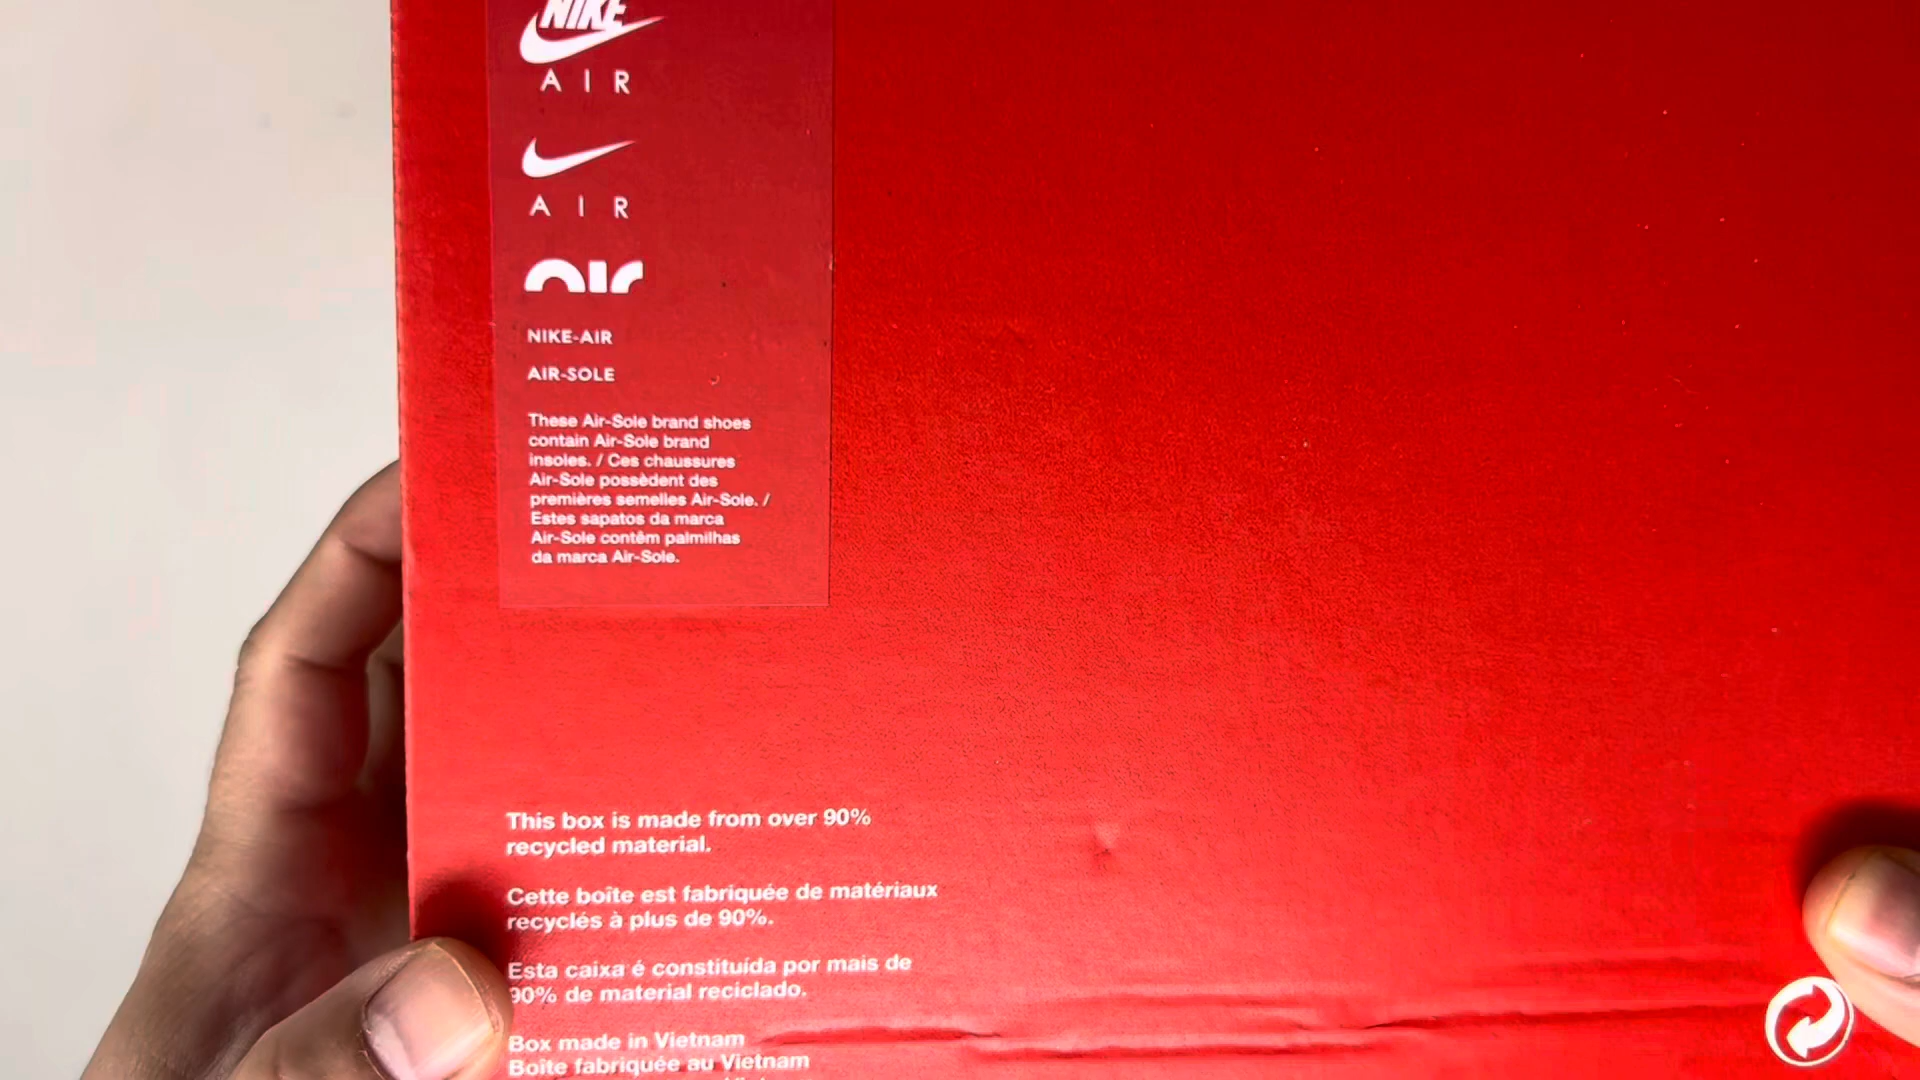 NIKE
AIR
AIR
air
NIKE-AIR
AIR-SOLE
These Air-Sole brand shoes
contain Air-Sole brand
insoles. / Ces chaussures
Air-Sole possèdent des
premières semelles Air-Sole. /
Estes sapatos da marca
Air-Sole contêm palmilhas
da marca Air-Sole.
This box is made from over 90%
recycled material.
Cette boîte est fabriquée de matériaux
recyclés à plus de 90%.
Esta caixa é constituída por mais de
90% de material reciclado.
Box made in Vietnam
Boîte fabriquée au Vietnam